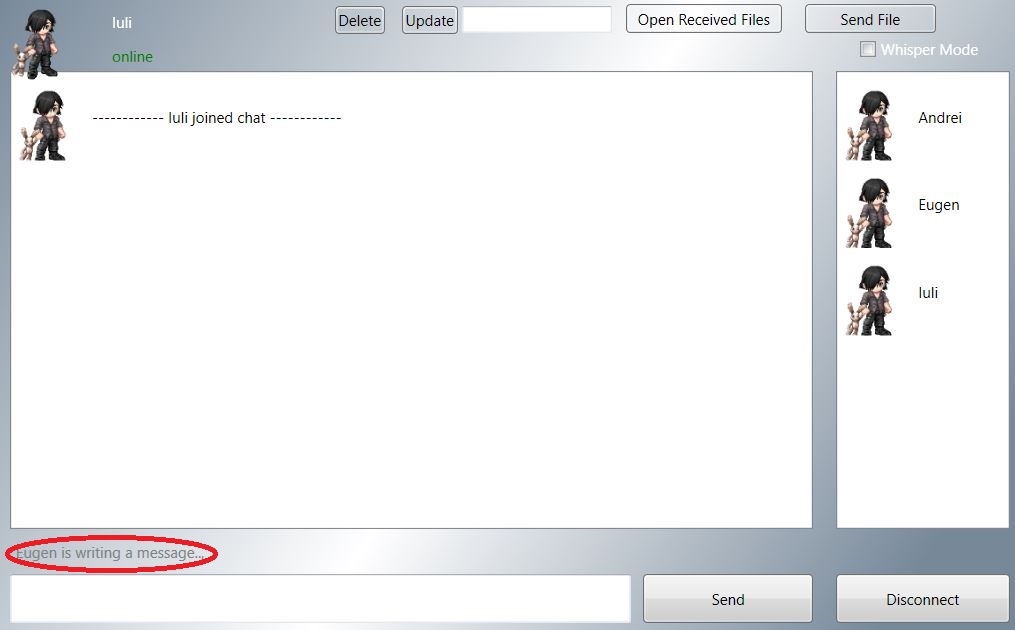 Iuli
Delete
Update
Open Received Files
Send File
online
Whisper Mode
------------ Iuli joined chat ------------
Andrei
Eugen
Iuli
Eugen is writing a message...
Send
Disconnect